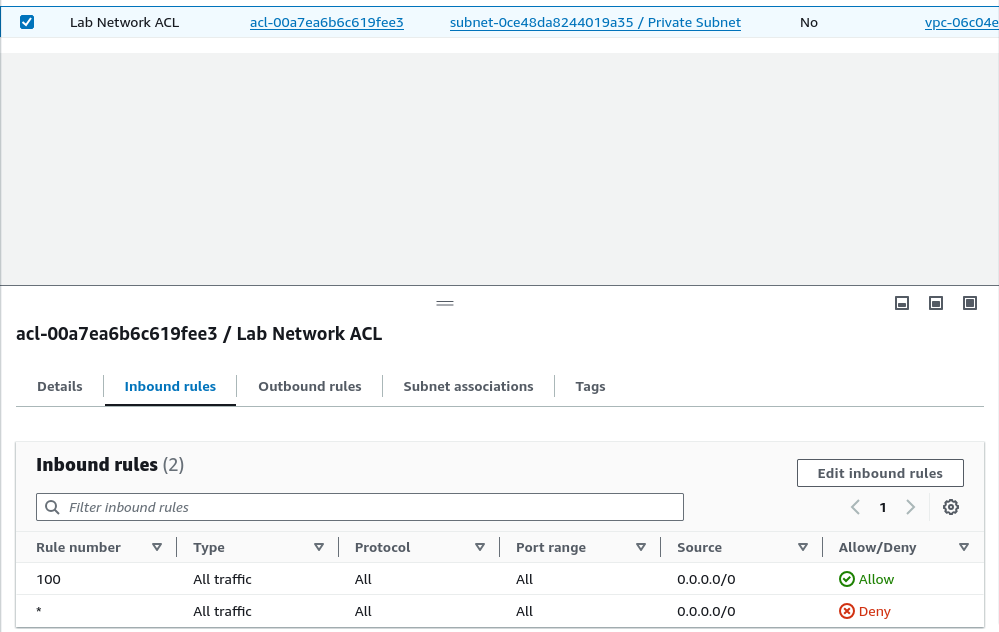 Lab Network ACL acl-00a7ea6b6c619fee3 subnet-0ce48da8244019a35 / Private Subnet No vpc-06c04e
acl-00a7ea6b6c619fee3 / Lab Network ACL
Details Inbound rules Outbound rules Subnet associations Tags
Inbound rules (2)
Edit inbound rules
Filter inbound rules
1
Rule number Type Protocol Port range Source Allow/Deny
100 All traffic All All 0.0.0.0/0 Allow
* All traffic All All 0.0.0.0/0 Deny